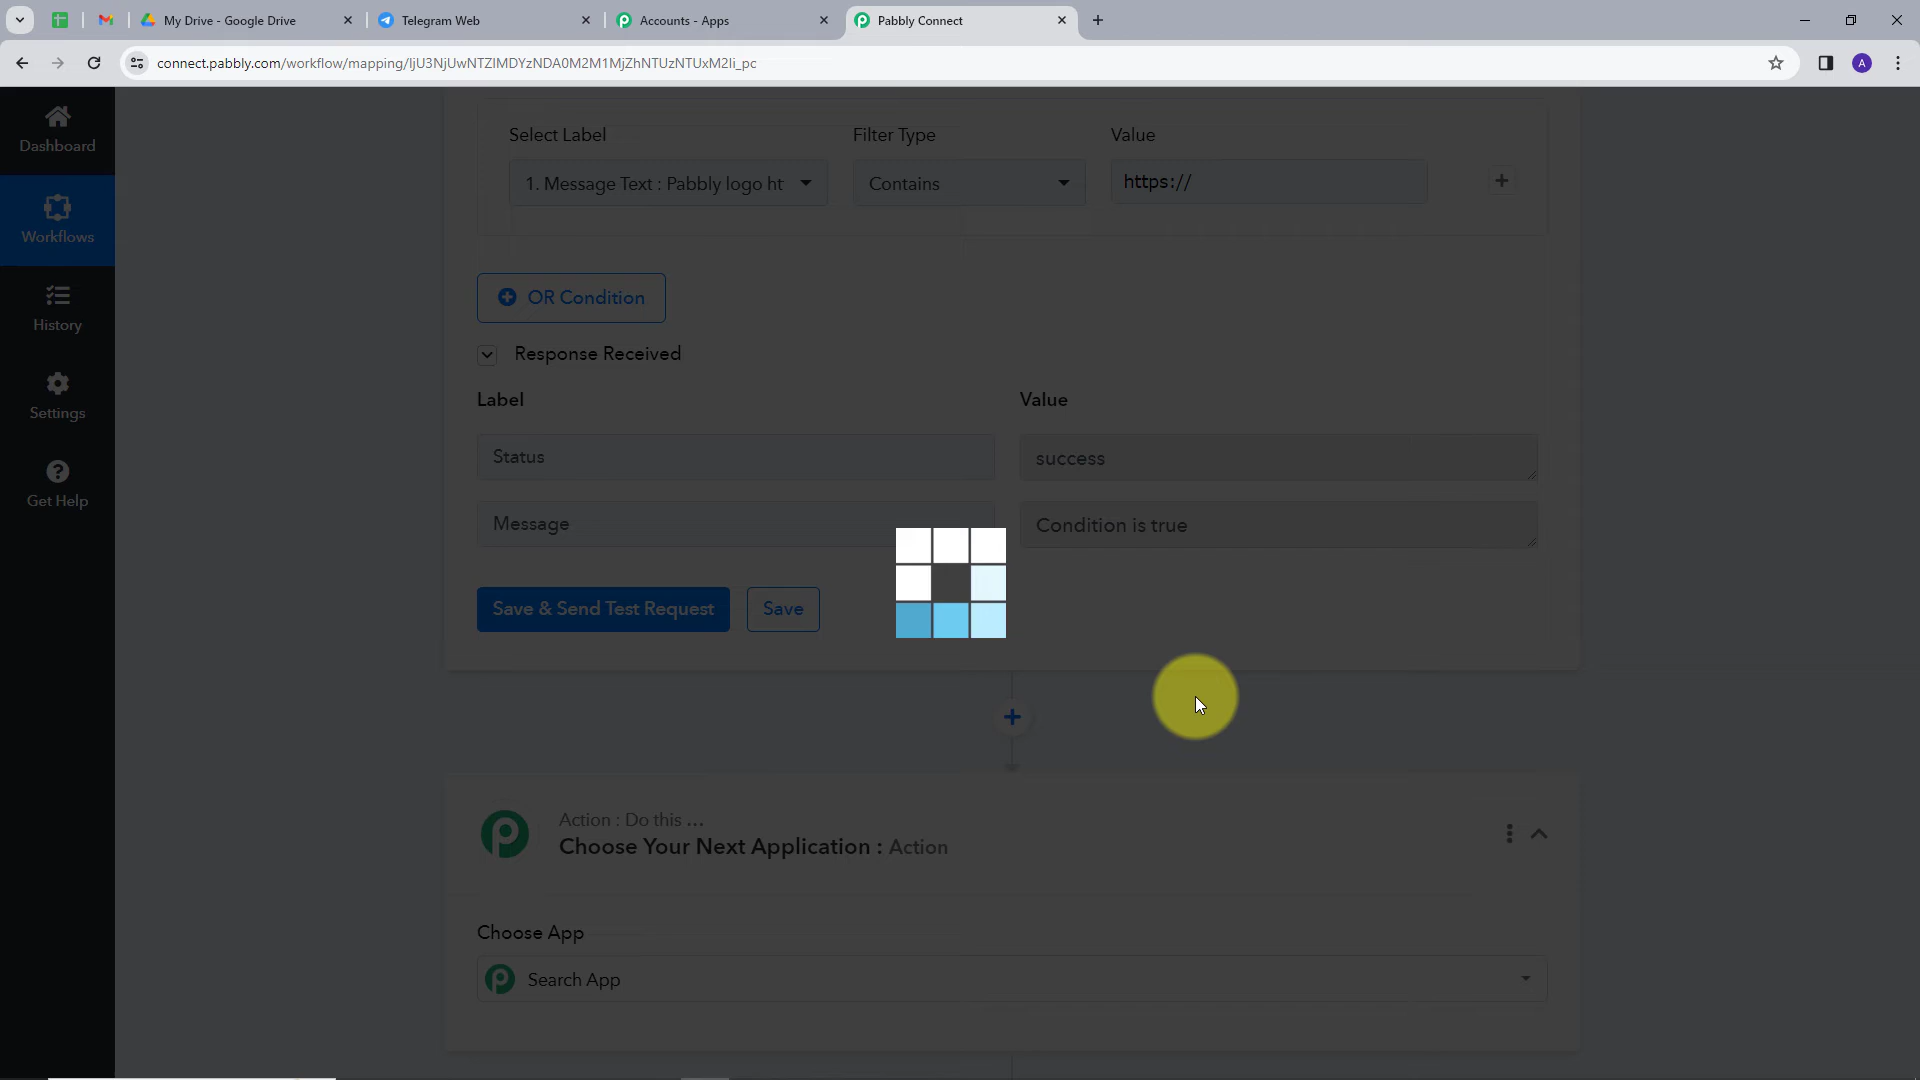 My Drive - Google Drive
Telegram Web
Accounts - Apps
Pabbly Connect
connect.pabbly.com/workflow/mapping/IjU3NjUwNTZlMDYzNDA0M2M1MjZhNTUzNTUxM2Ii_pc
A
Dashboard
Workflows
History
Settings
Get Help
Select Label
Filter Type
Value
1. Message Text : Pabbly logo ht
Contains
https://
OR Condition
Response Received
Label
Value
Status
success
Message
Condition is true
Save & Send Test Request
Save
Action : Do this ...
Choose Your Next Application : Action
Choose App
Search App